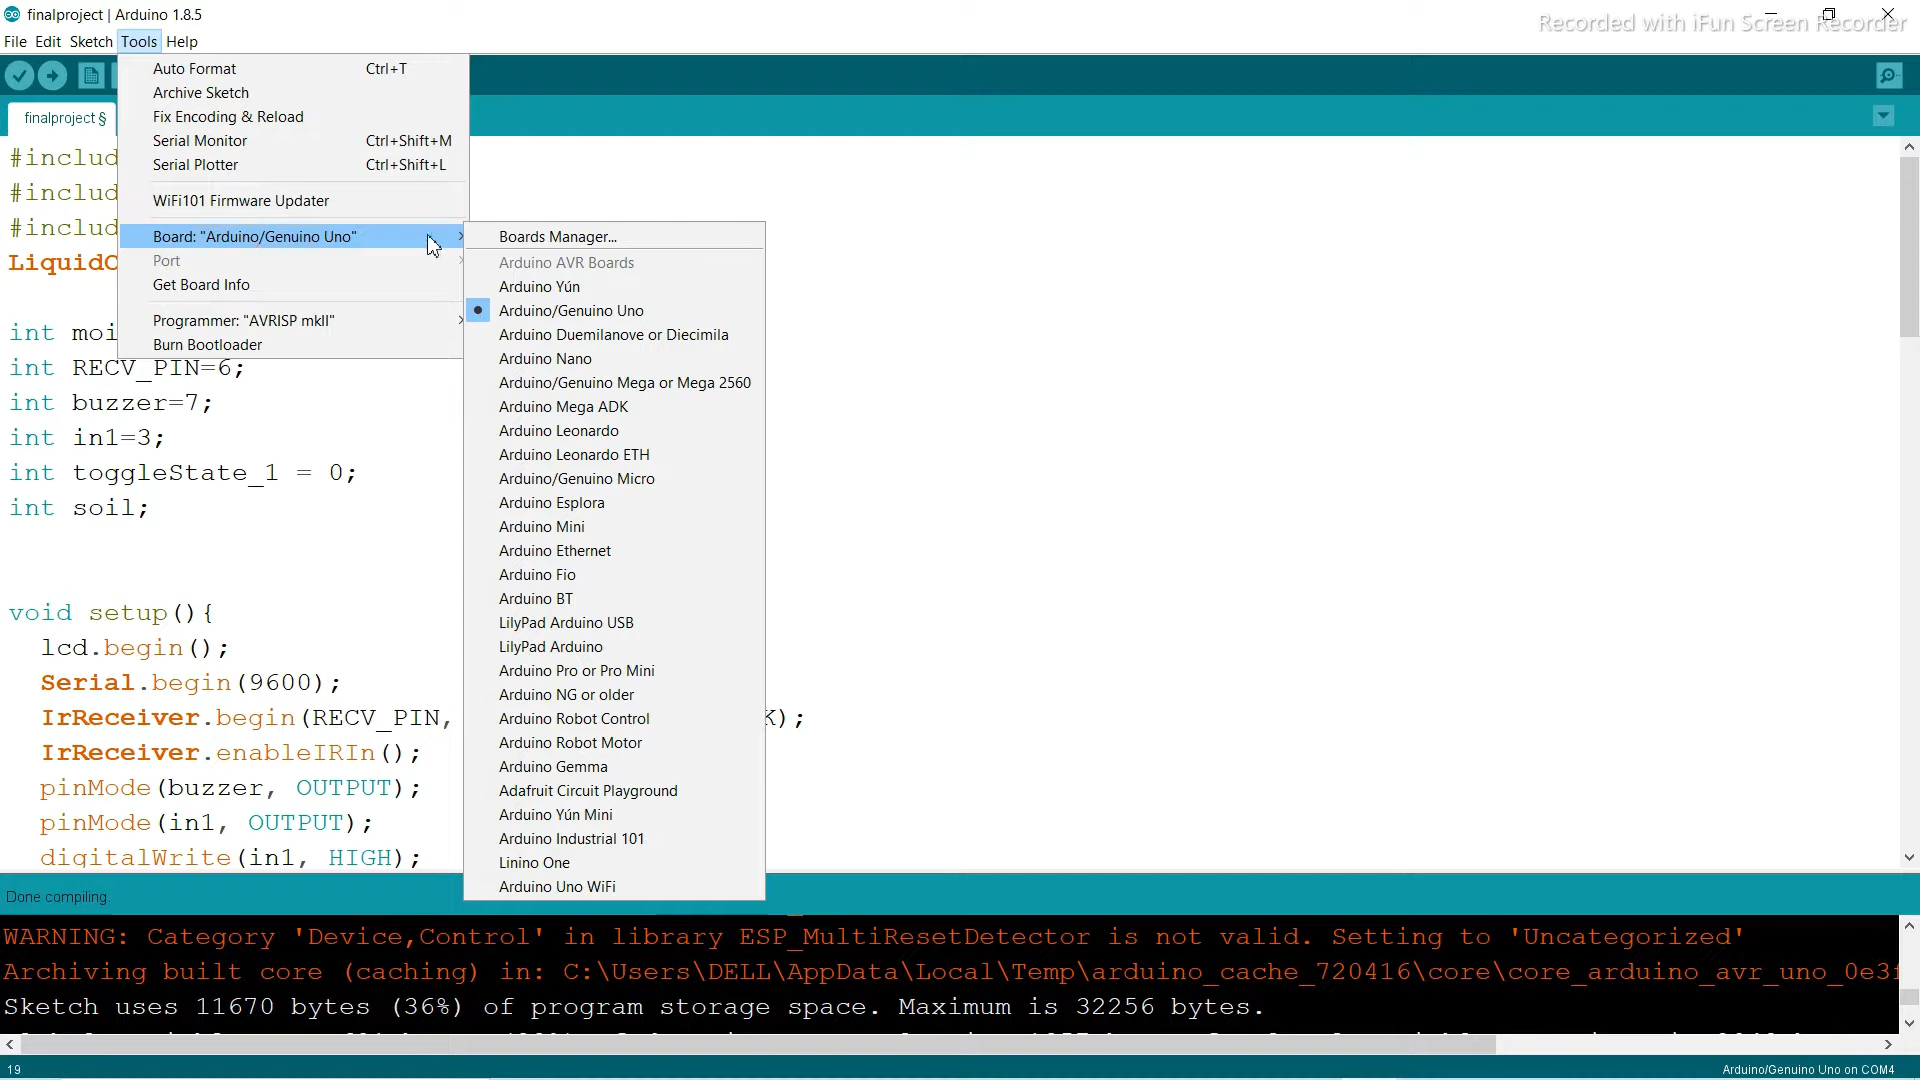 finalproject | Arduino 1.8.5
Recorded with iFun Screen Recorder
File Edit Sketch Tools Help
Auto Format Ctrl+T
Archive Sketch
finalproject §
Fix Encoding & Reload
Serial Monitor Ctrl+Shift+M
Serial Plotter Ctrl+Shift+L
WiFi101 Firmware Updater
Board: "Arduino/Genuino Uno"
Port
Get Board Info
Programmer: "AVRISP mkII"
Burn Bootloader
Boards Manager...
Arduino AVR Boards
Arduino Yún
Arduino/Genuino Uno
Arduino Duemilanove or Diecimila
Arduino Nano
Arduino/Genuino Mega or Mega 2560
Arduino Mega ADK
Arduino Leonardo
Arduino Leonardo ETH
Arduino/Genuino Micro
Arduino Esplora
Arduino Mini
Arduino Ethernet
Arduino Fio
Arduino BT
LilyPad Arduino USB
LilyPad Arduino
Arduino Pro or Pro Mini
Arduino NG or older
Arduino Robot Control
Arduino Robot Motor
Arduino Gemma
Adafruit Circuit Playground
Arduino Yún Mini
Arduino Industrial 101
Linino One
Arduino Uno WiFi
#includ
#includ
#includ
LiquidC
int moi
int RECV_PIN=6;
int buzzer=7;
int in1=3;
int toggleState_1 = 0;
int soil;
void setup(){
lcd.begin();
Serial.begin(9600);
IrReceiver.begin(RECV_PIN, K);
IrReceiver.enableIRIn();
pinMode(buzzer, OUTPUT);
pinMode(in1, OUTPUT);
digitalWrite(in1, HIGH);
Done compiling.
WARNING: Category 'Device,Control' in library ESP_MultiResetDetector is not valid. Setting to 'Uncategorized'
Archiving built core (caching) in: C:\Users\DELL\AppData\Local\Temp\arduino_cache_720416\core\core_arduino_avr_uno_0e3f
Sketch uses 11670 bytes (36%) of program storage space. Maximum is 32256 bytes.
19
Arduino/Genuino Uno on COM4